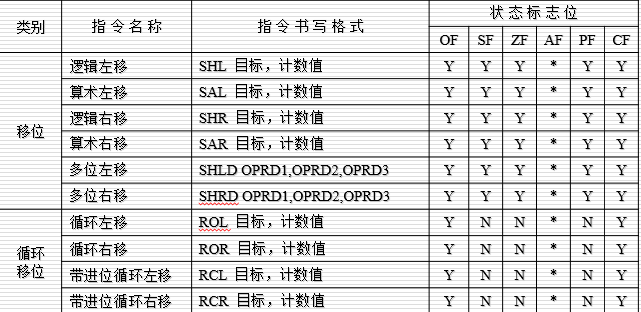 类别 指令名称 指令书写格式 状态标志位
OF SF ZF AF PF CF
移位
逻辑左移 SHL 目标，计数值 Y Y Y * Y Y
算术左移 SAL 目标，计数值 Y Y Y * Y Y
逻辑右移 SHR 目标，计数值 Y Y Y * Y Y
算术右移 SAR 目标，计数值 Y Y Y * Y Y
多位左移 SHLD OPRD1,OPRD2,OPRD3 Y Y Y * Y Y
多位右移 SHRD OPRD1,OPRD2,OPRD3 Y Y Y * Y Y
循环
移位
循环左移 ROL 目标，计数值 Y N N * N Y
循环右移 ROR 目标，计数值 Y N N * N Y
带进位循环左移 RCL 目标，计数值 Y N N * N Y
带进位循环右移 RCR 目标，计数值 Y N N * N Y